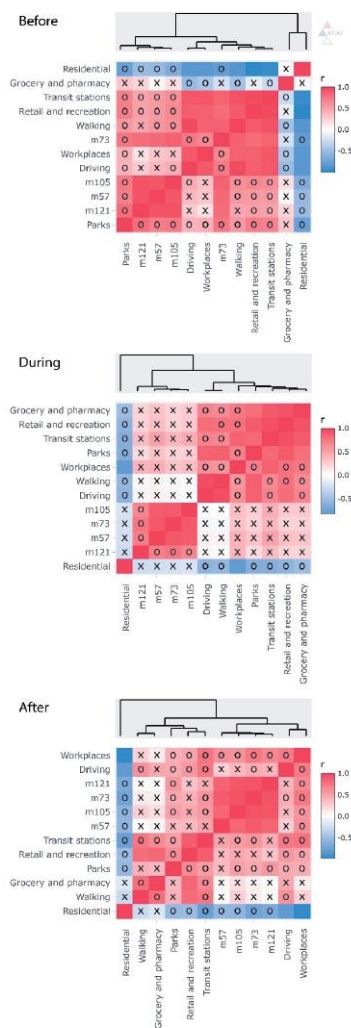 Before
Residential
Grocery and pharmacy
Transit stations
Retail and recreation
Walking
m73
Workplaces
Driving
m105
m57
m121
Parks
r
1.0
0.5
0
-0.5
Parks
m121
m57
m105
Driving
Workplaces
m73
Walking
Retail and recreation
Transit stations
Grocery and pharmacy
Residential
During
Grocery and pharmacy
Retail and recreation
Transit stations
Parks
Workplaces
Walking
Driving
m105
m73
m57
m121
Residential
r
1.0
0.5
0
-0.5
Residential
m121
m57
m73
m105
Driving
Walking
Workplaces
Parks
Transit stations
Retail and recreation
Grocery and pharmacy
After
Workplaces
Driving
m121
m73
m105
m57
Transit stations
Retail and recreation
Parks
Grocery and pharmacy
Walking
Residential
r
1.0
0.5
0
-0.5
Residential
Walking
Grocery and pharmacy
Parks
Retail and recreation
Transit stations
m57
m105
m73
m121
Driving
Workplaces